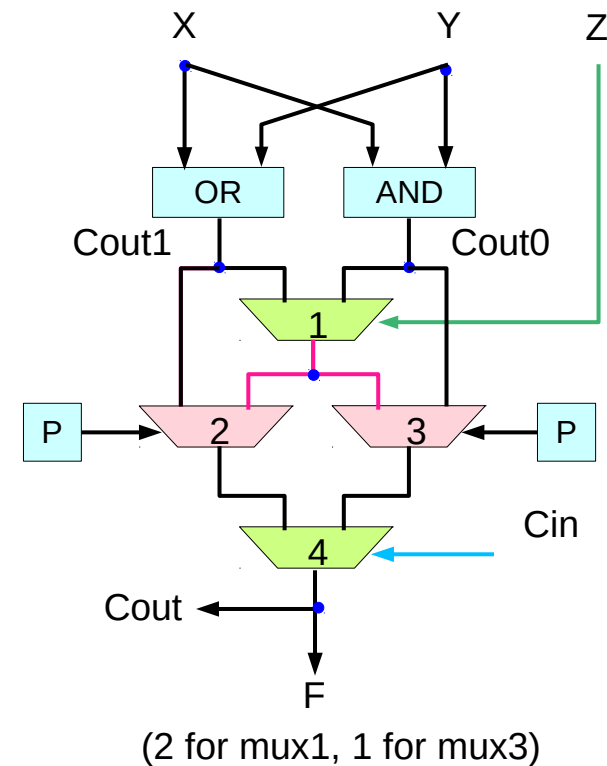 X Y Z
OR AND
Cout1 Cout0
1
P 2 3 P
Cin
4
Cout
F
(2 for mux1, 1 for mux3)